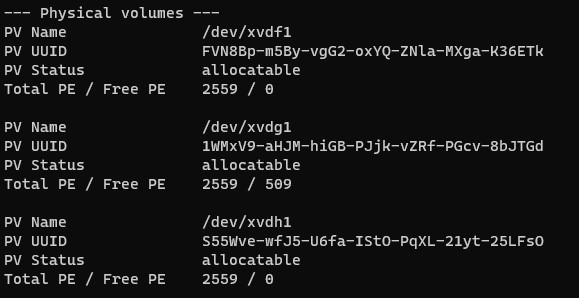 --- Physical volumes ---
PV Name /dev/xvdf1
PV UUID FVN8Bp-m5By-vgG2-oxYQ-ZNla-MXga-K36ETk
PV Status allocatable
Total PE / Free PE 2559 / 0
PV Name /dev/xvdg1
PV UUID 1WMxV9-aHJM-hiGB-PJjk-vZRf-PGcv-8bJTGd
PV Status allocatable
Total PE / Free PE 2559 / 509
PV Name /dev/xvdh1
PV UUID S55Wve-wfJ5-U6fa-IStO-PqXL-21yt-25LFsO
PV Status allocatable
Total PE / Free PE 2559 / 0